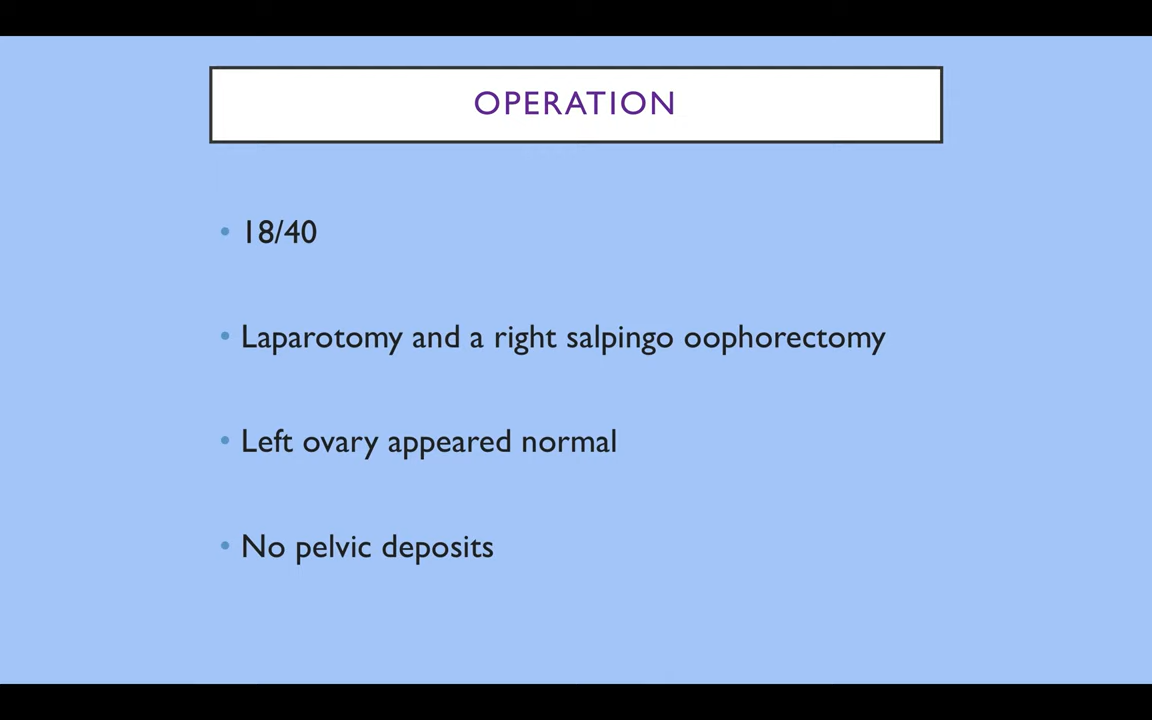 OPERATION
• 18/40
• Laparotomy and a right salpingo oophorectomy
• Left ovary appeared normal
• No pelvic deposits